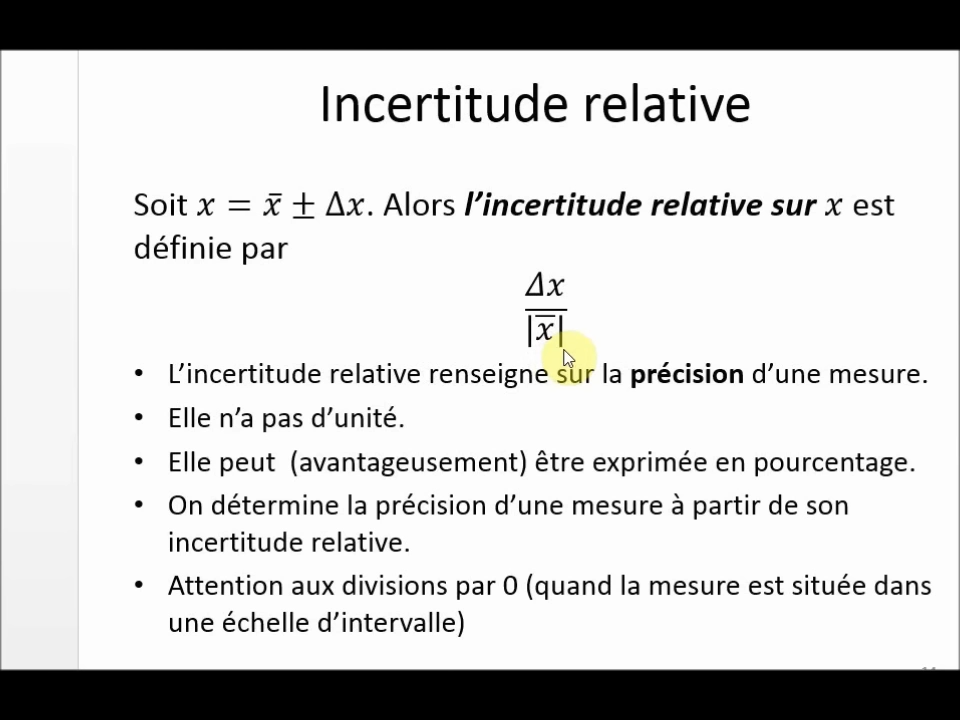 Incertitude relative
Soit x = x̄ ± Δx. Alors l’incertitude relative sur x est
définie par
Δx
|x̄|
• L’incertitude relative renseigne sur la précision d’une mesure.
• Elle n’a pas d’unité.
• Elle peut (avantageusement) être exprimée en pourcentage.
• On détermine la précision d’une mesure à partir de son
incertitude relative.
• Attention aux divisions par 0 (quand la mesure est située dans
une échelle d’intervalle)